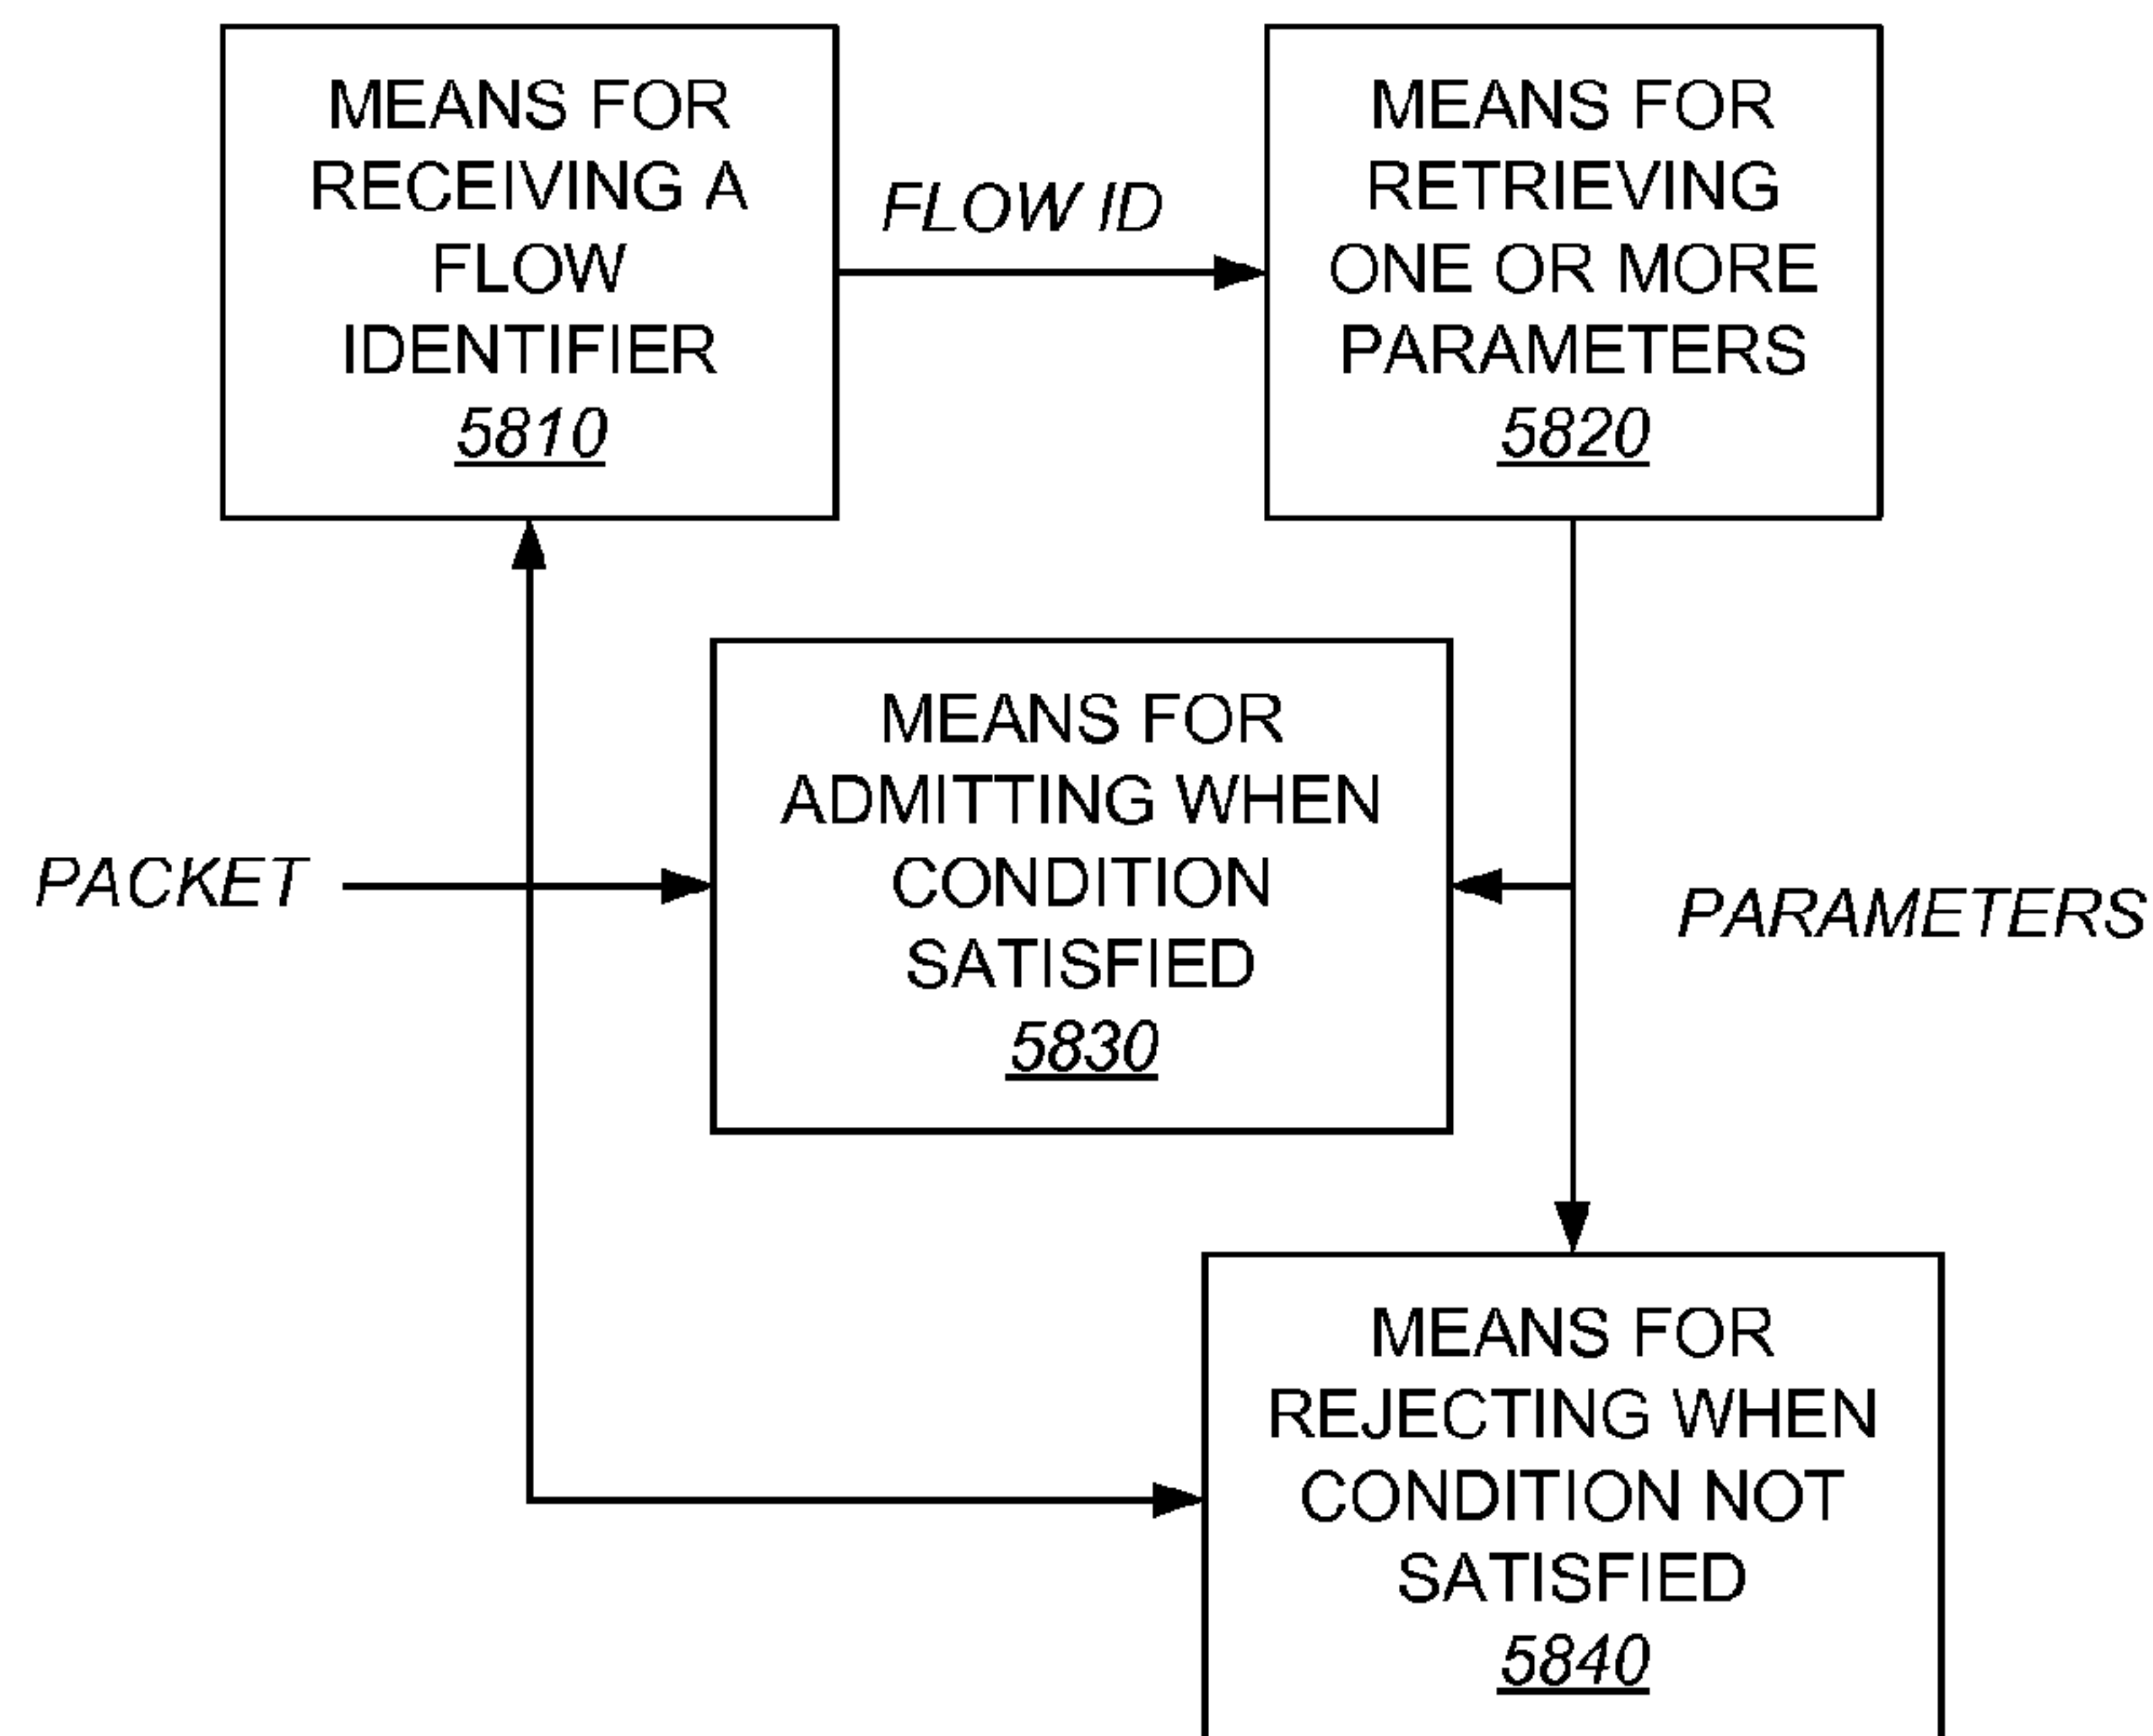 MEANS FOR
RECEIVING A
FLOW
IDENTIFIER
5810
FLOW ID
MEANS FOR
RETRIEVING
ONE OR MORE
PARAMETERS
5820
PACKET
MEANS FOR
ADMITTING WHEN
CONDITION
SATISFIED
5830
PARAMETERS
MEANS FOR
REJECTING WHEN
CONDITION NOT
SATISFIED
5840